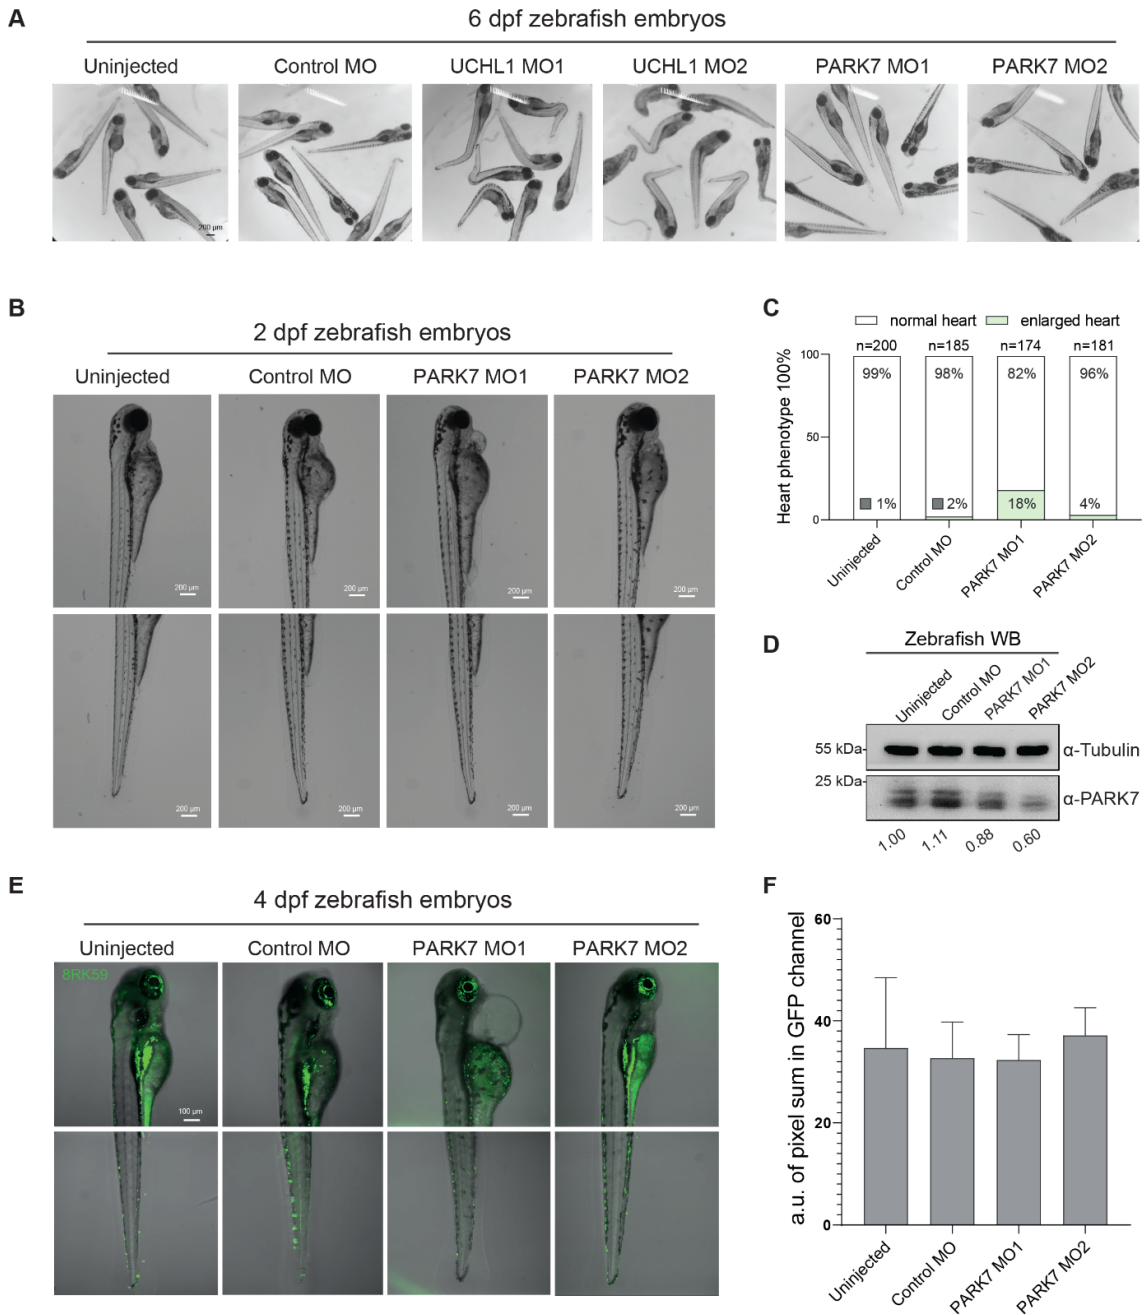 A
6 dpf zebrafish embryos
Uninjected
Control MO
UCHL1 MO1
UCHL1 MO2
PARK7 MO1
PARK7 MO2
200 µm
B
2 dpf zebrafish embryos
Uninjected
Control MO
PARK7 MO1
PARK7 MO2
200 µm
200 µm
200 µm
200 µm
200 µm
200 µm
200 µm
200 µm
C
normal heart
enlarged heart
n=200
n=185
n=174
n=181
Heart phenotype 100%
100
50
0
99%
98%
82%
96%
1%
2%
18%
4%
Uninjected
Control MO
PARK7 MO1
PARK7 MO2
D
Zebrafish WB
Uninjected
Control MO
PARK7 MO1
PARK7 MO2
55 kDa
α-Tubulin
25 kDa
α-PARK7
1.00
1.11
0.88
0.60
E
4 dpf zebrafish embryos
Uninjected
Control MO
PARK7 MO1
PARK7 MO2
8RK59
100 µm
F
a.u. of pixel sum in GFP channel
60
40
20
0
Uninjected
Control MO
PARK7 MO1
PARK7 MO2